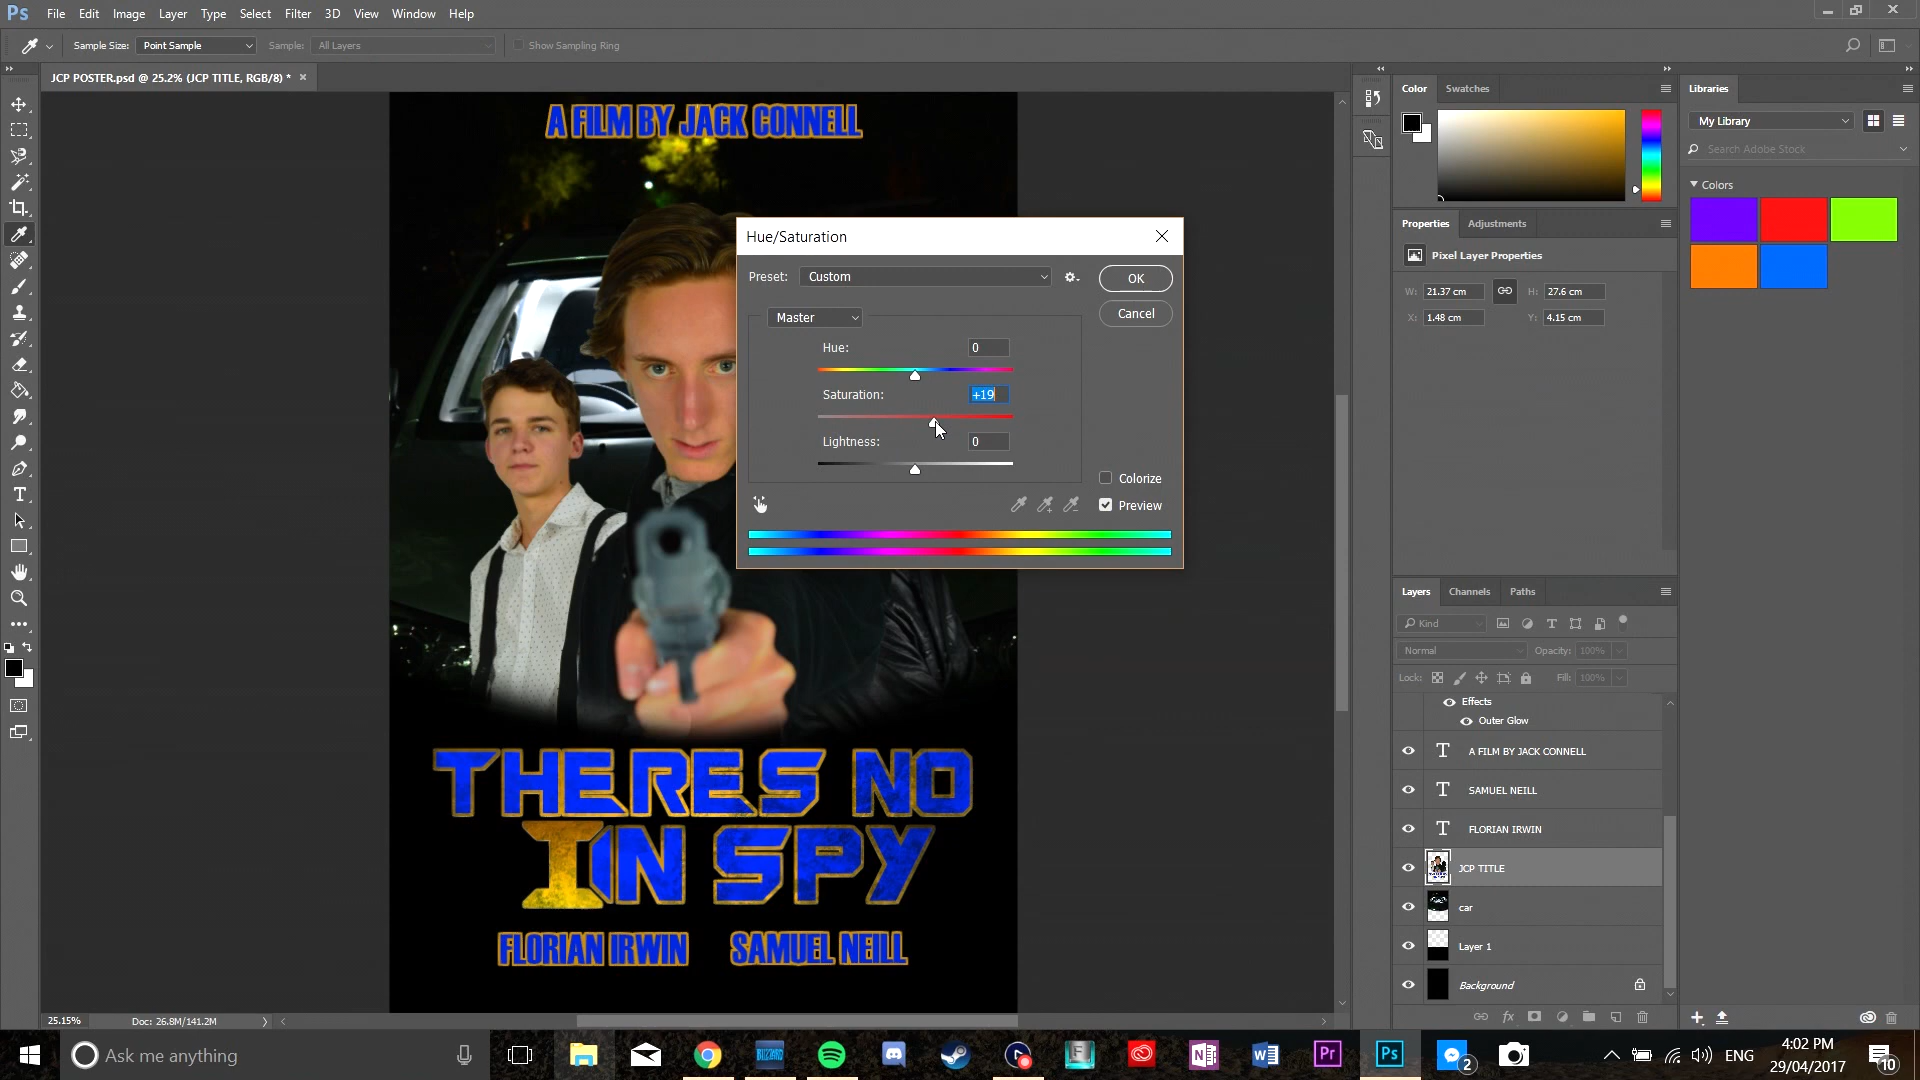 Ps File Edit Image Layer Type Select Filter 3D View Window Help
Sample Size: Point Sample Sample: All Layers Show Sampling Ring
JCP POSTER.psd @ 25.2% (JCP TITLE, RGB/8) *
A FILM BY JACK CONNELL
THERES NO
I IN SPY
FLORIAN IRWIN SAMUEL NEILL
Hue/Saturation
Preset: Custom
OK
Cancel
Master
Hue: 0
Saturation: +19
Lightness: 0
Colorize
Preview
Color Swatches
Properties Adjustments
Pixel Layer Properties
W: 21.37 cm H: 27.6 cm
X: 1.48 cm Y: 4.15 cm
Layers Channels Paths
Kind
Normal Opacity: 100%
Lock: Fill: 100%
Effects
Outer Glow
A FILM BY JACK CONNELL
SAMUEL NEILL
FLORIAN IRWIN
JCP TITLE
car
Layer 1
Background
Libraries
My Library
Search Adobe Stock
Colors
25.15% Doc: 26.8M/141.2M
Ask me anything
BLIZZARD
F
N
W
Pr
Ps
2
ENG
4:02 PM
29/04/2017
10